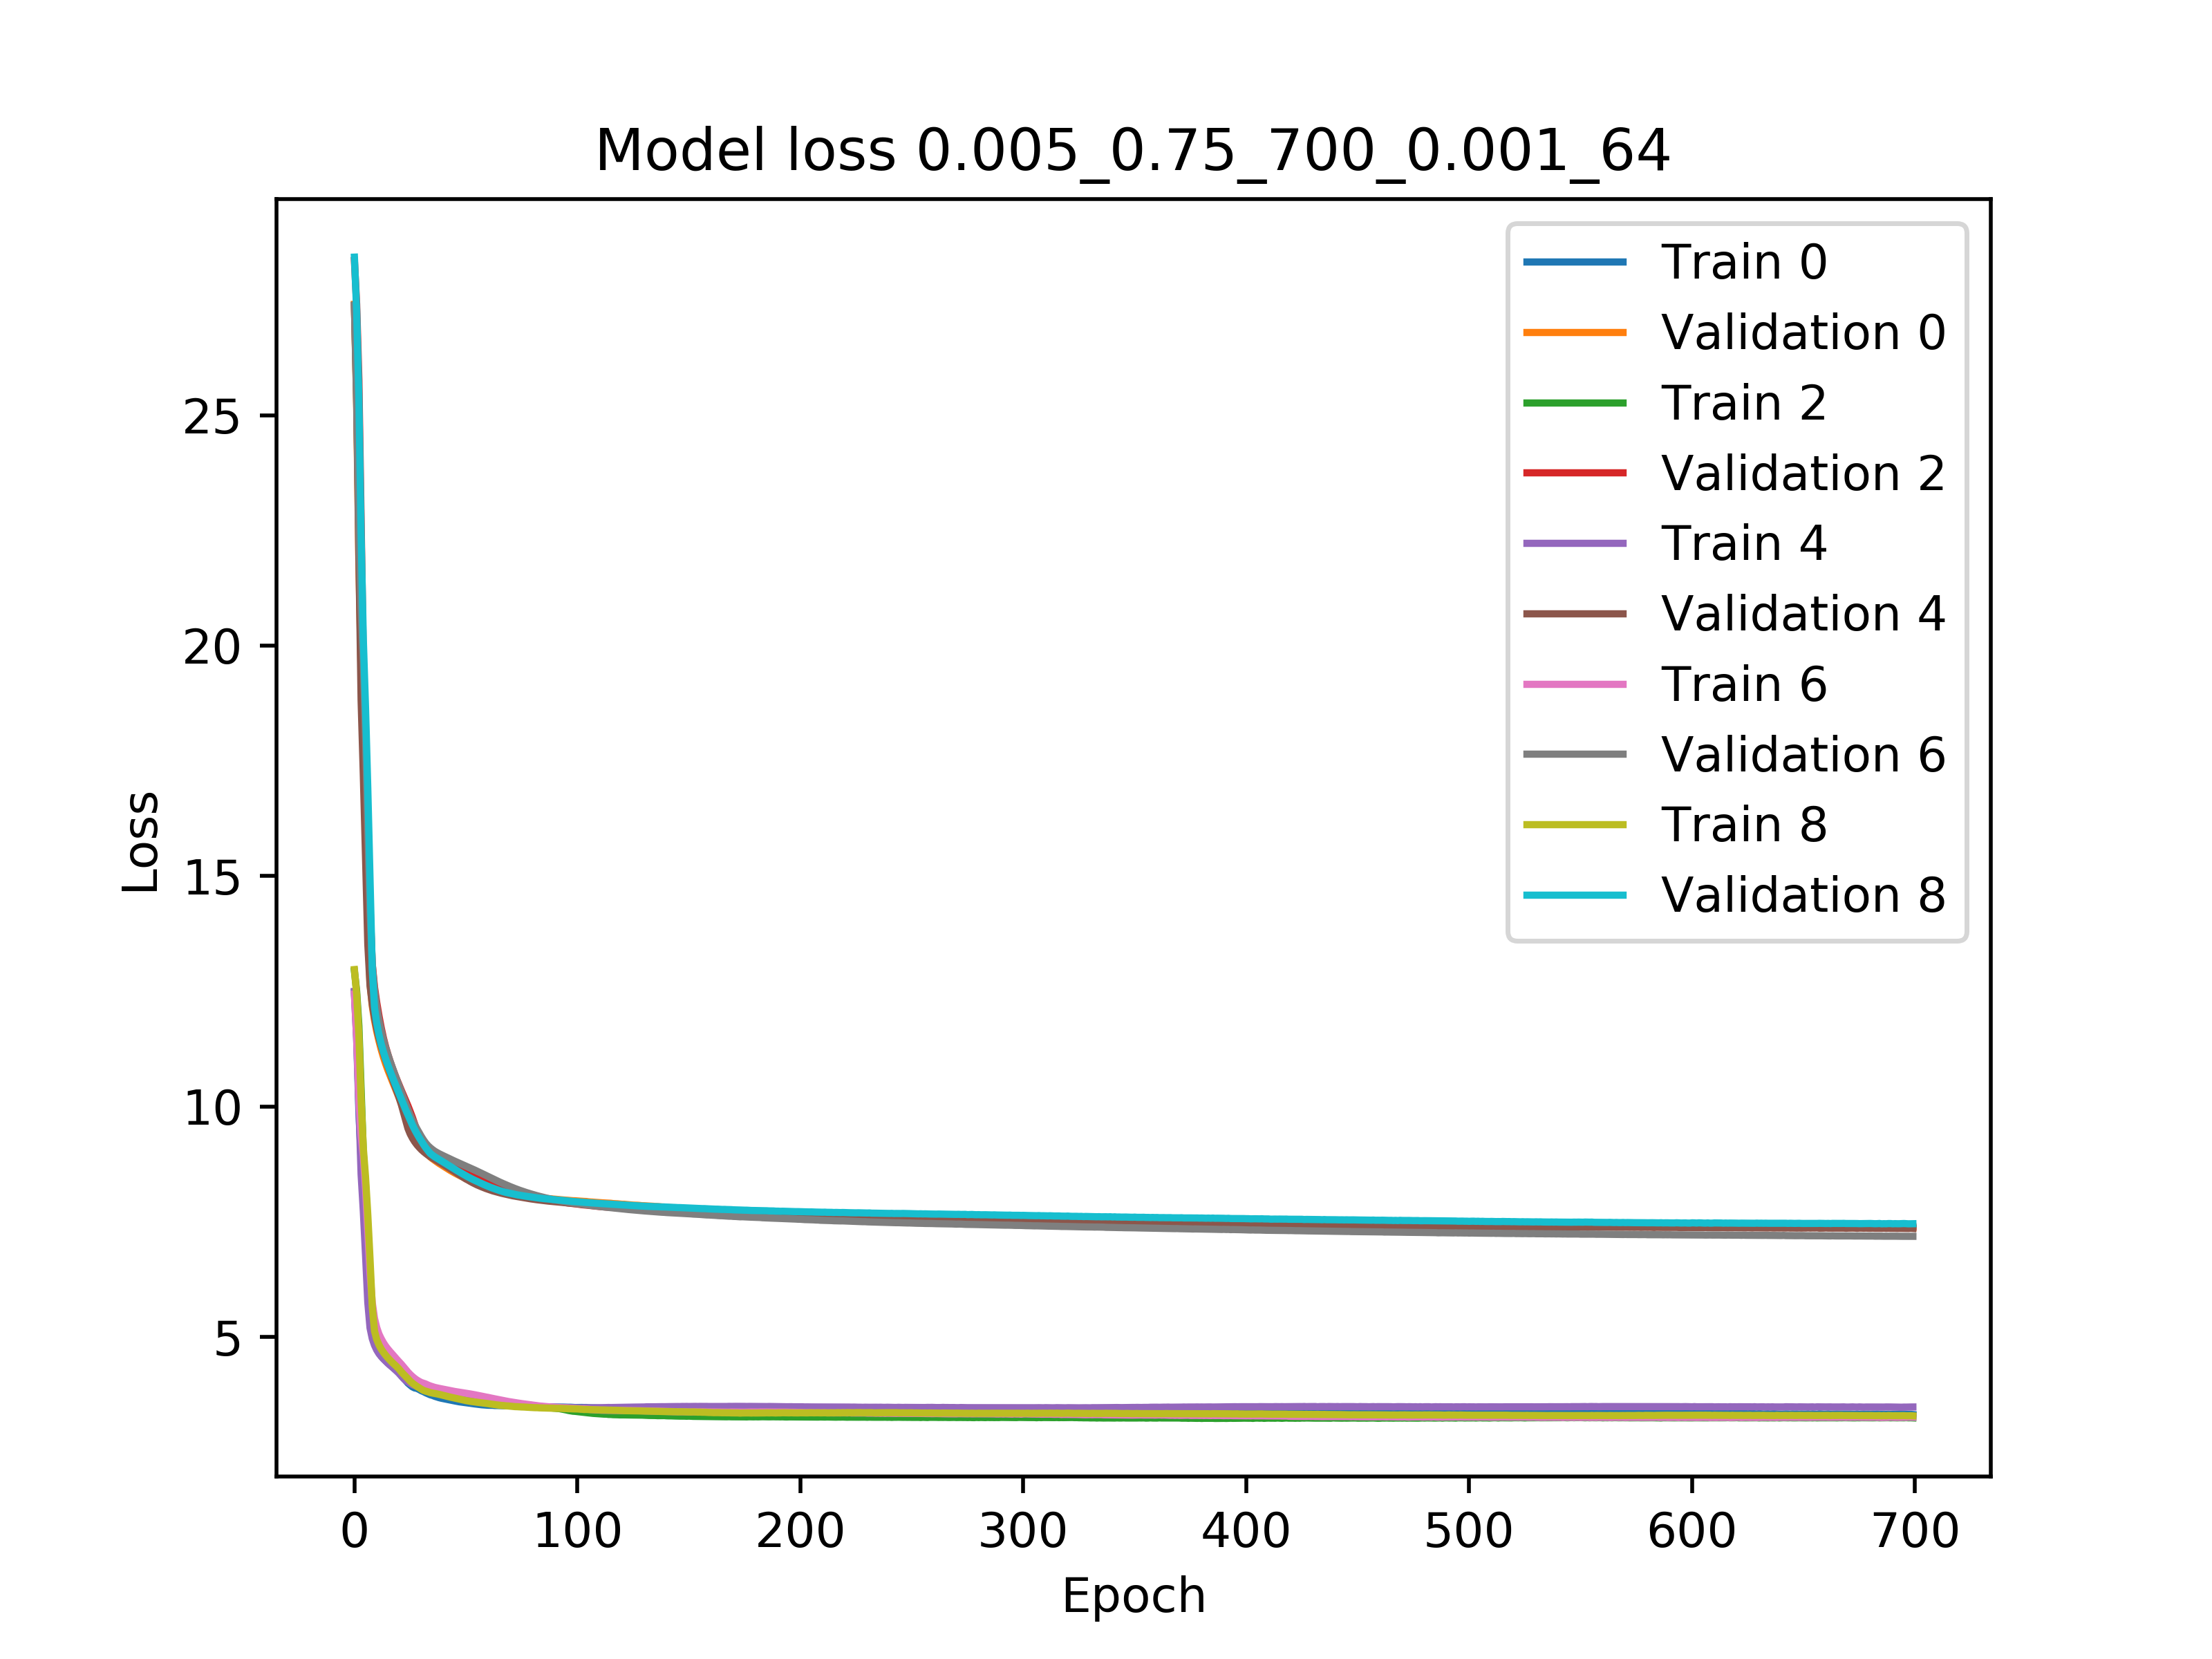 Model loss 0.005_0.75_700_0.001_64
Train 0
Validation 0
Train 2
Validation 2
Train 4
Validation 4
Train 6
Validation 6
Train 8
Validation 8
Loss
25
20
15
10
5
0 100 200 300 400 500 600 700
Epoch